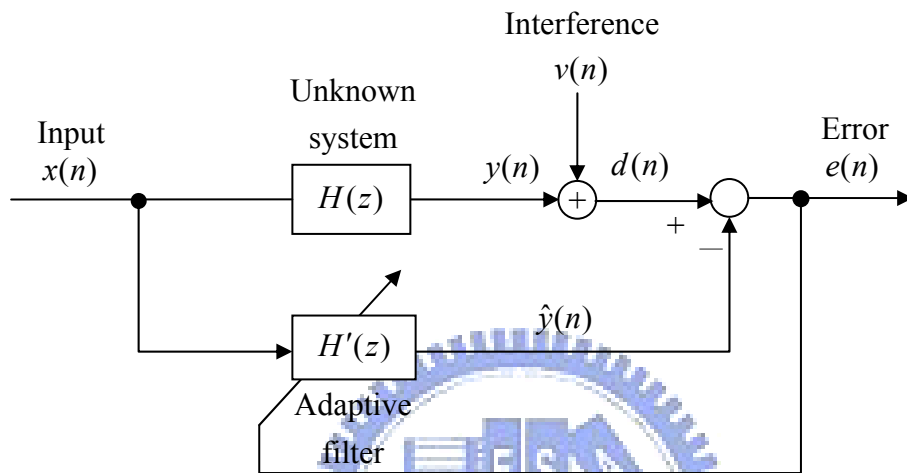 Interference
v(n)
Unknown
system
Input
x(n)
H(z)
y(n)
+
d(n)
+
−
Error
e(n)
H′(z)
ŷ(n)
Adaptive
filter